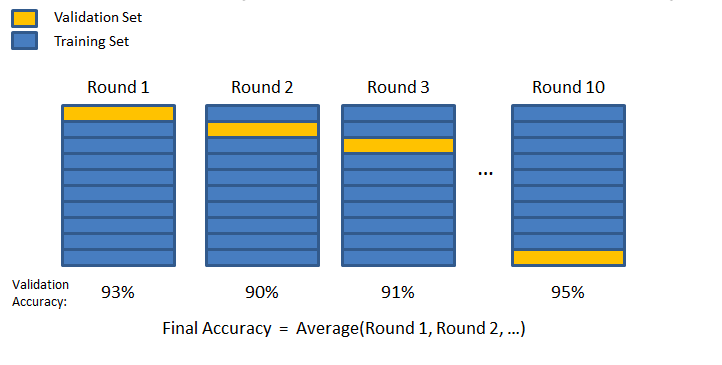 Validation Set
Training Set
Round 1
Round 2
Round 3
Round 10
...
Validation
Accuracy:
93%
90%
91%
95%
Final Accuracy = Average(Round 1, Round 2, ...)